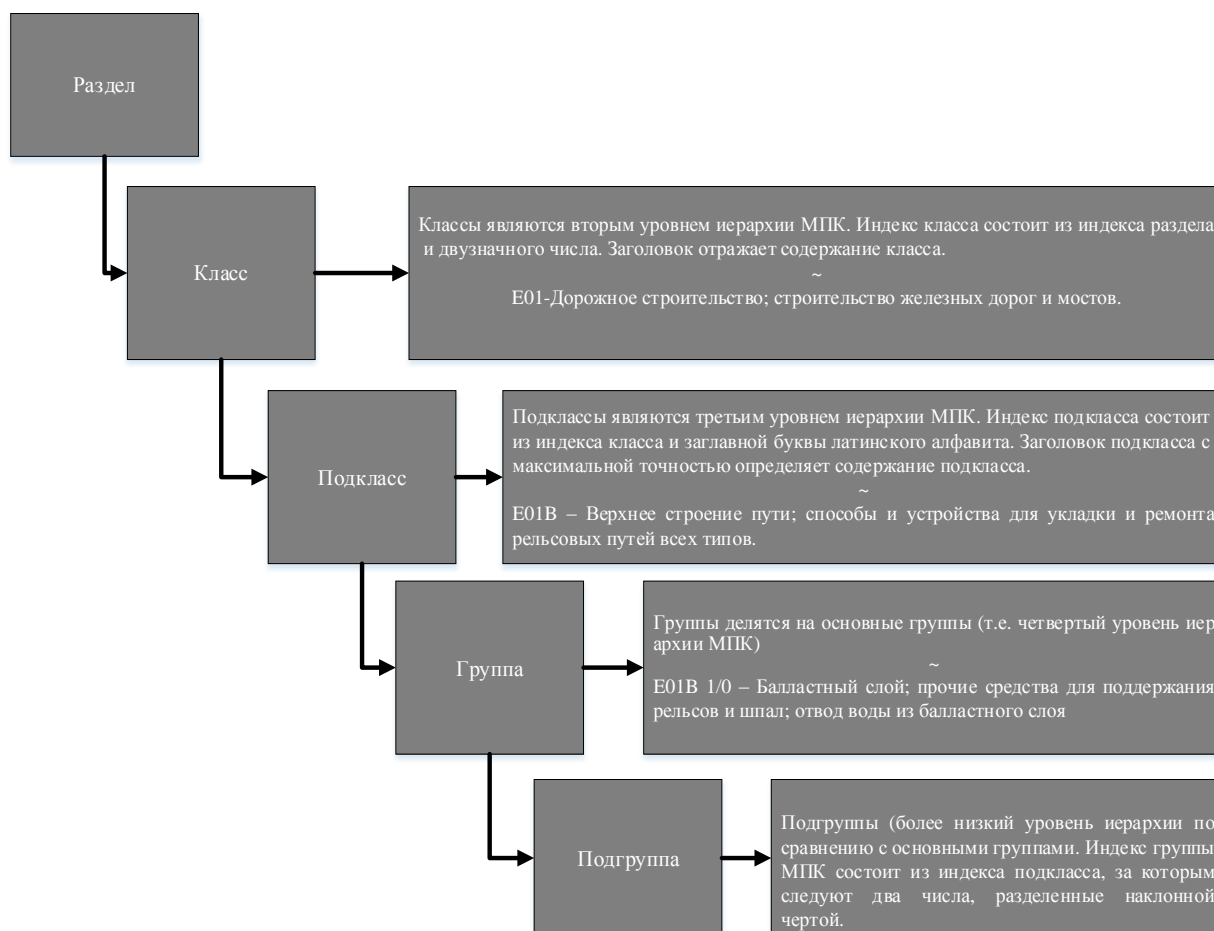 Раздел
Класс
Классы являются вторым уровнем иерархии МПК. Индекс класса состоит из индекса раздела
и двузначного числа. Заголовок отражает содержание класса.
~
E01-Дорожное строительство; строительство железных дорог и мостов.
Подкласс
Подклассы являются третьим уровнем иерархии МПК. Индекс подкласса состоит
из индекса класса и заглавной буквы латинского алфавита. Заголовок подкласса с
максимальной точностью определяет содержание подкласса.
~
E01B – Верхнее строение пути; способы и устройства для укладки и ремонта
рельсовых путей всех типов.
Группа
Группы делятся на основные группы (т.е. четвертый уровень иер
архии МПК)
~
E01B 1/0 – Балластный слой; прочие средства для поддержания
рельсов и шпал; отвод воды из балластного слоя
Подгруппа
Подгруппы (более низкий уровень иерархии по
сравнению с основными группами. Индекс группы
МПК состоит из индекса подкласса, за которым
следуют два числа, разделенные наклонной
чертой.